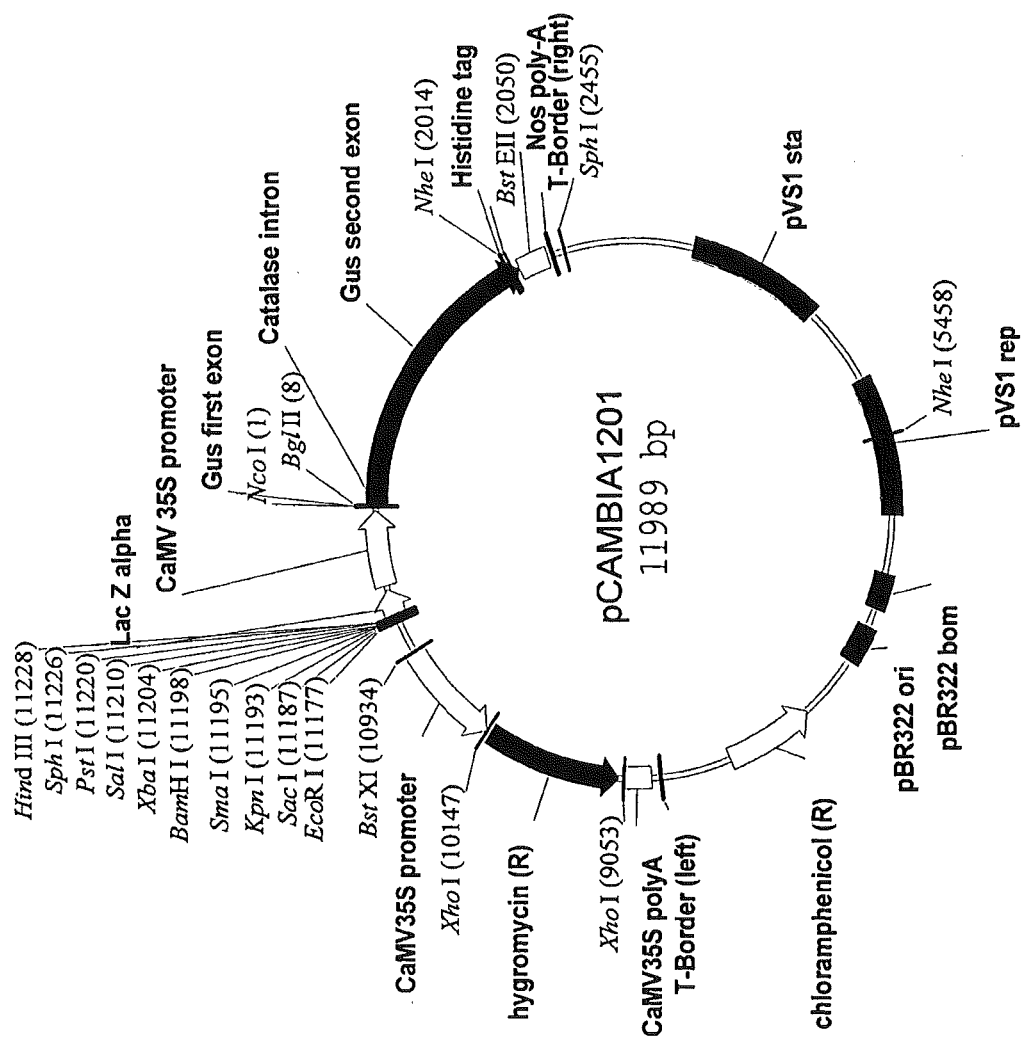 Hind III (11228)
Sph I (11226)
Pst I (11220)
Sal I (11210)
Xba I (11204)
BamH I (11198)
Sma I (11195)
Kpn I (11193)
Sac I (11187)
EcoR I (11177)
Bst XI (10934)
CaMV35S promoter
Xho I (10147)
hygromycin (R)
Xho I (9053)
CaMV35S polyA
T-Border (left)
chloramphenicol (R)
Lac Z alpha
CaMV 35S promoter
Gus first exon
Nco I (1)
Bgl II (8)
Catalase intron
Gus second exon
Nhe I (2014)
Histidine tag
Bst EII (2050)
Nos poly-A
T-Border (right)
Sph I (2455)
pVS1 sta
Nhe I (5458)
pVS1 rep
pBR322 bom
pBR322 ori
pCAMBIA1201
11989 bp